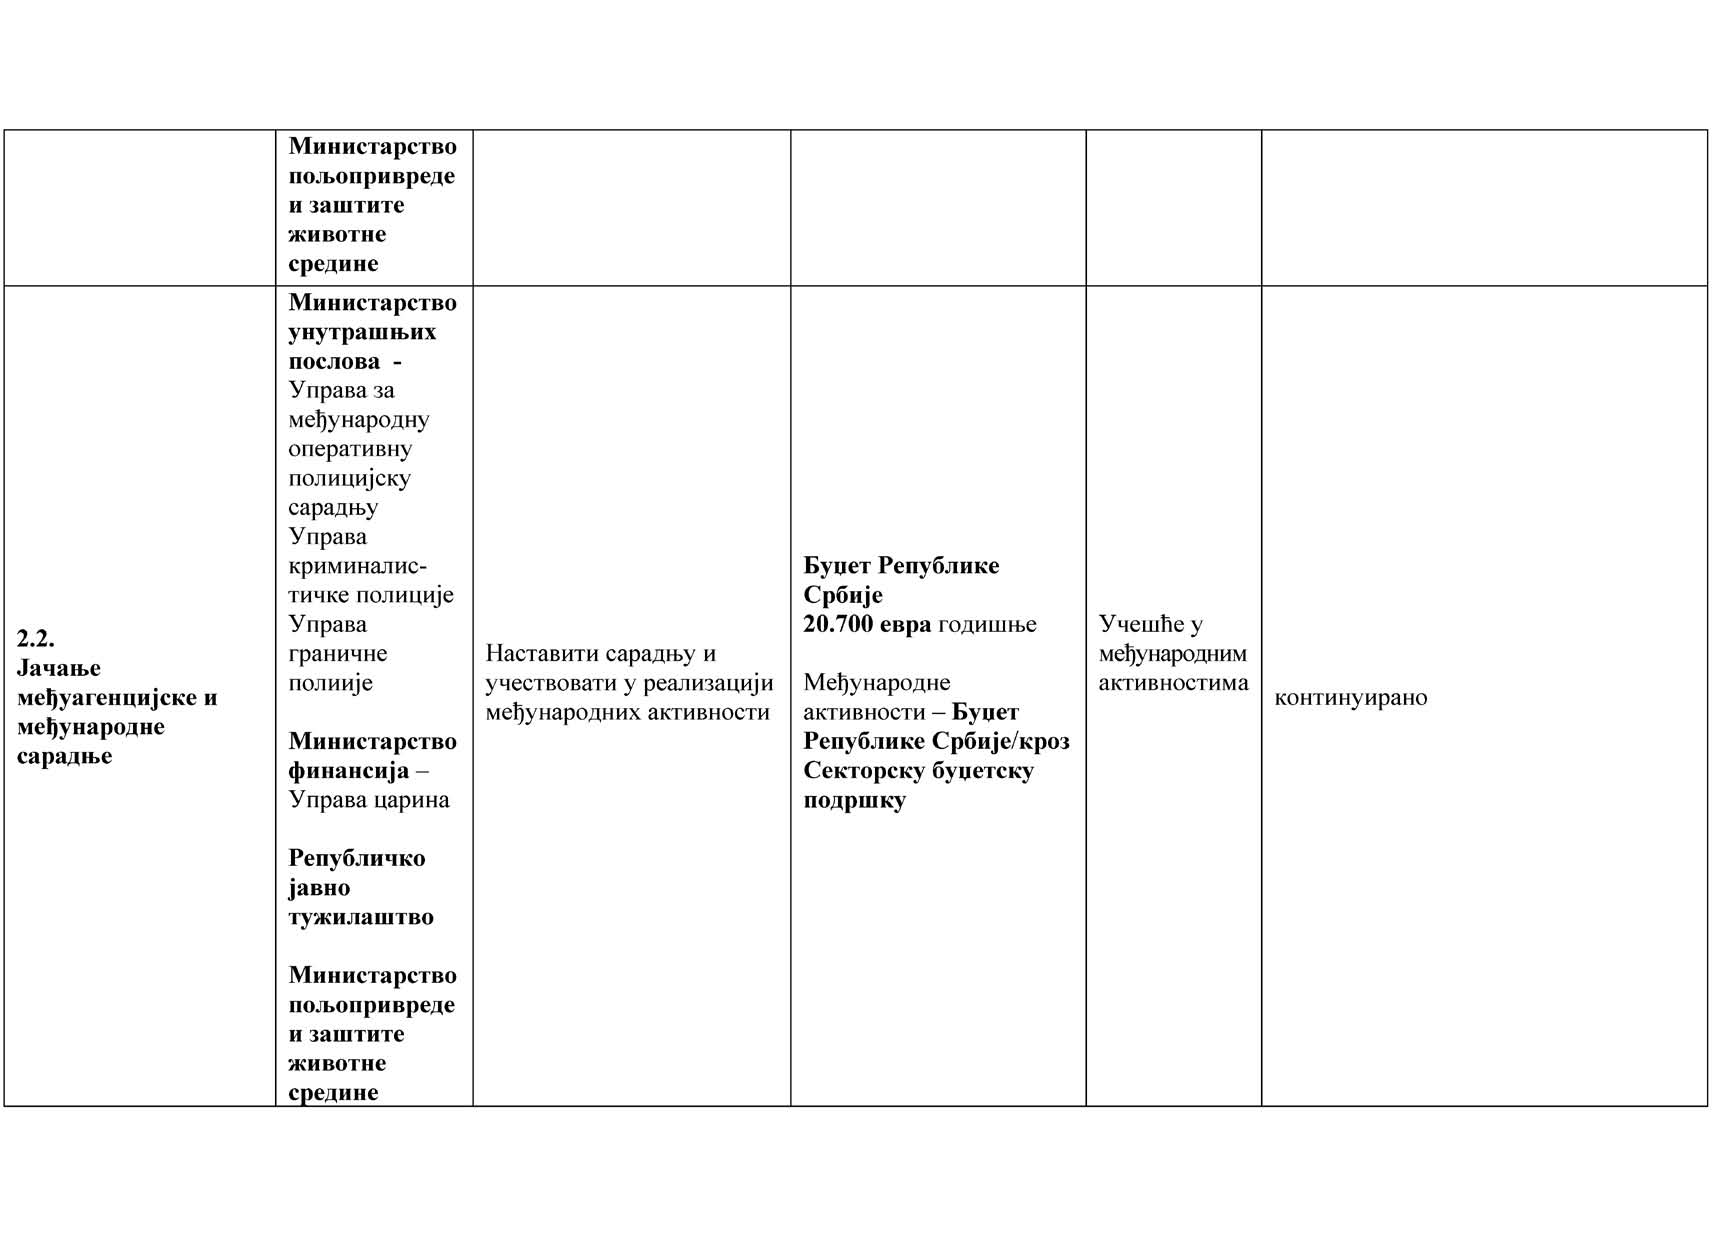 Министарство
пољопривреде
и заштите
животне
средине
2.2.
Јачање
међуагенцијске и
међународне
сарадње
Министарство
унутрашњих
послова  -
Управа за
међународну
оперативну
полицијску
сарадњу
Управа
криминалис-
тичке полиције
Управа
граничне
полиије
Министарство
финансија –
Управа царина
Републичко
јавно
тужилаштво
Министарство
пољопривреде
и заштите
животне
средине
Наставити сарадњу и
учествовати у реализацији
међународних активности
Буџет Републике
Србије
20.700 евра годишње
Међународне
активности – Буџет
Републике Србије/кроз
Секторску буџетску
подршку
Учешће у
међународним
активностима
континуирано